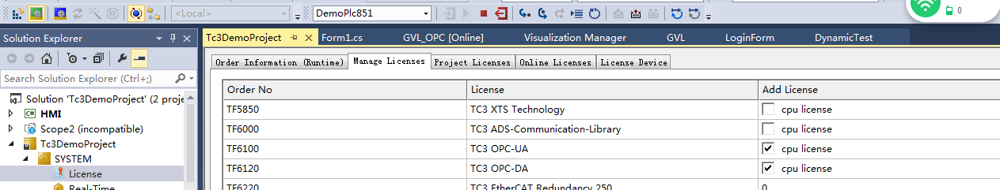 <Local>
DemoPlc851
0
Solution Explorer
Tc3DemoProject
Form1.cs
GVL_OPC [Online]
Visualization Manager
GVL
LoginForm
DynamicTest
Order Information (Runtime)
Manage Licenses
Project Licenses
Online Licenses
License Device
Search Solution Explorer (Ctrl+;)
Order No
License
Add License
Solution 'Tc3DemoProject' (2 proje
TF5850
TC3 XTS Technology
cpu license
C# HMI
Scope2 (incompatible)
TF6000
TC3 ADS-Communication-Library
cpu license
Tc3DemoProject
TF6100
TC3 OPC-UA
cpu license
SYSTEM
License
TF6120
TC3 OPC-DA
cpu license
Real-Time
TF6220
TC3 EtherCAT Redundancy 250
0